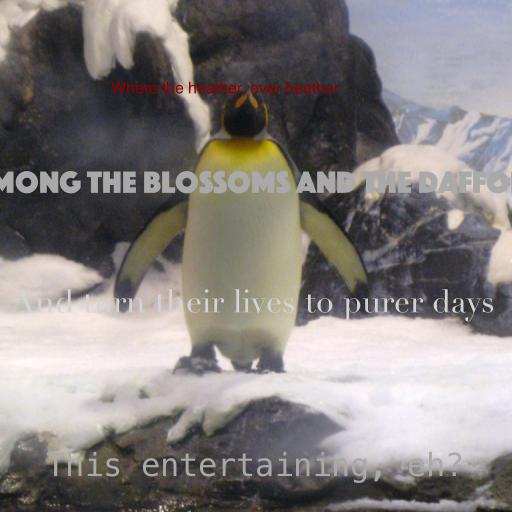 Where the heather, ever heather
MONG THE BLOSSOMS AND THE DAFFO
And turn their lives to purer days
This entertaining, eh?